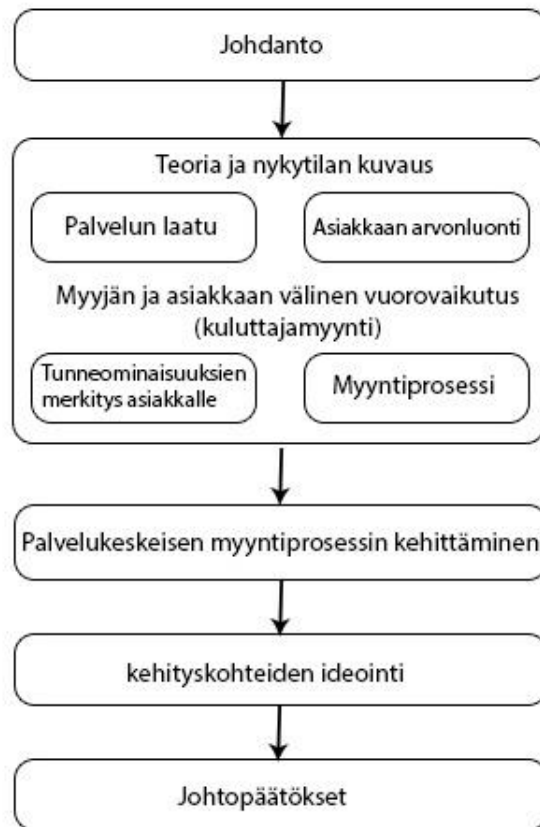 Johdanto
Teoria ja nykytilan kuvaus
Palvelun laatu
Asiakkaan arvonluonti
Myyjän ja asiakkaan välinen vuorovaikutus
(kuluttajamyynti)
Tunneominaisuuksien
merkitys asiakkalle
Myyntiprosessi
Palvelukeskeisen myyntiprosessin kehittäminen
kehityskohteiden ideointi
Johtopäätökset